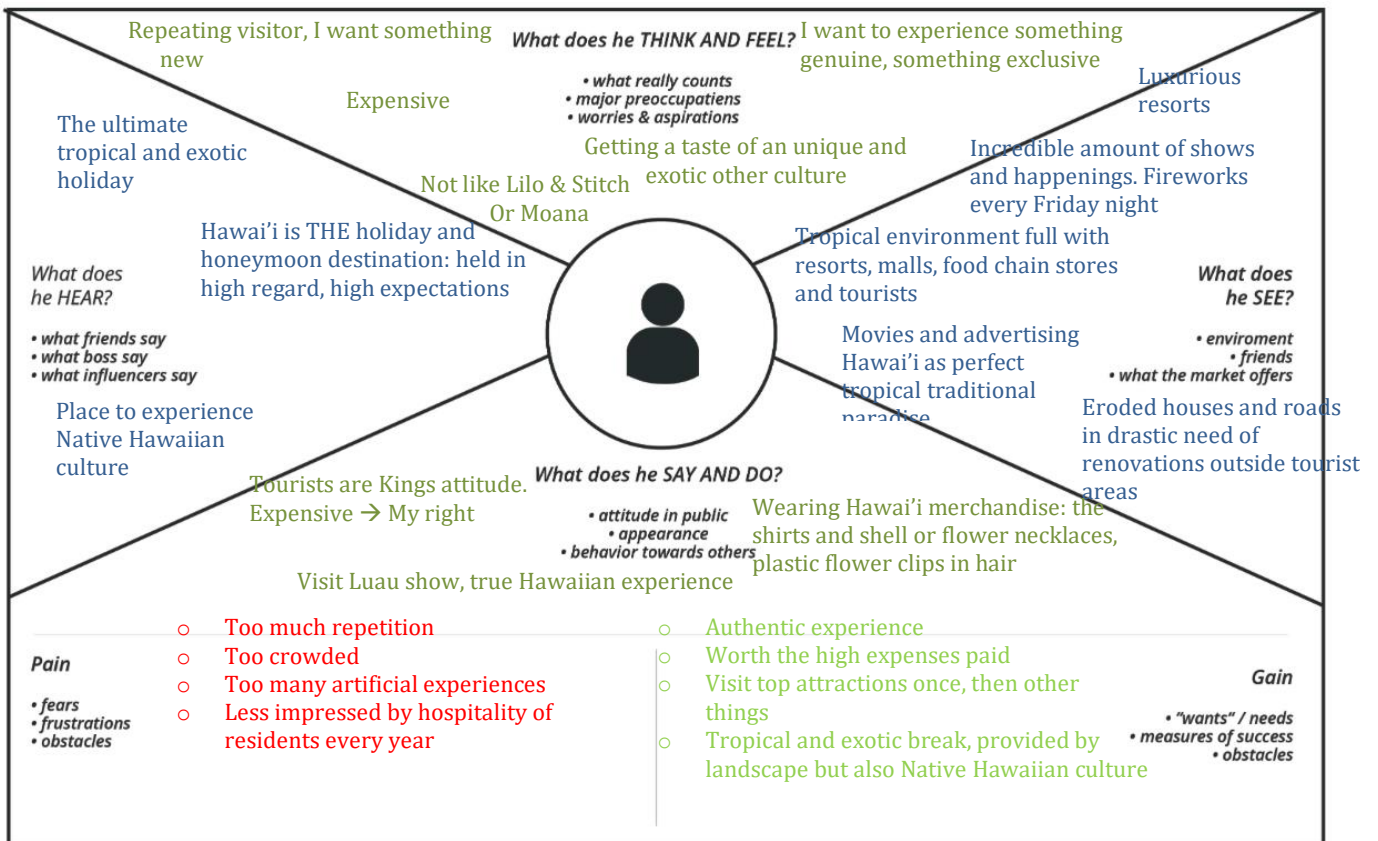 Repeating visitor, I want something
new
What does he THINK AND FEEL?
I want to experience something
genuine, something exclusive
• what really counts
• major preoccupatiens
• worries & aspirations
Expensive
Getting a taste of an unique and
exotic other culture
Not like Lilo & Stitch
Or Moana
The ultimate
tropical and exotic
holiday
Hawai'i is THE holiday and
honeymoon destination: held in
high regard, high expectations
What does
he HEAR?
• what friends say
• what boss say
• what influencers say
Place to experience
Native Hawaiian
culture
Luxurious
resorts
Incredible amount of shows
and happenings. Fireworks
every Friday night
Tropical environment full with
resorts, malls, food chain stores
and tourists
What does
he SEE?
• enviroment
• friends
• what the market offers
Movies and advertising
Hawai'i as perfect
tropical traditional
paradise
Eroded houses and roads
in drastic need of
renovations outside tourist
areas
What does he SAY AND DO?
• attitude in public
• appearance
• behavior towards others
Tourists are Kings attitude.
Expensive → My right
Wearing Hawai'i merchandise: the
shirts and shell or flower necklaces,
plastic flower clips in hair
Visit Luau show, true Hawaiian experience
Pain
• fears
• frustrations
• obstacles
o Too much repetition
o Too crowded
o Too many artificial experiences
o Less impressed by hospitality of
residents every year
o Authentic experience
o Worth the high expenses paid
o Visit top attractions once, then other
things
o Tropical and exotic break, provided by
landscape but also Native Hawaiian culture
Gain
• "wants" / needs
• measures of success
• obstacles